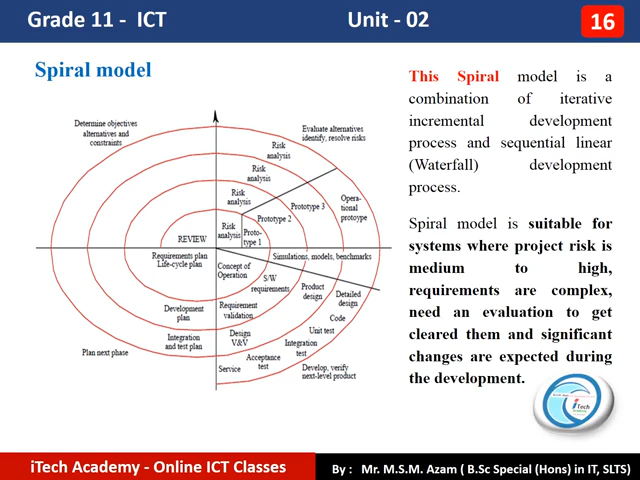 Grade 11 - ICT
Unit - 02
16
Spiral model
This Spiral model is a
combination of iterative
incremental development
process and sequential linear
(Waterfall) development
process.
Spiral model is suitable for
systems where project risk is
medium to high,
requirements are complex,
need an evaluation to get
cleared them and significant
changes are expected during
the development.
Determine objectives
alternatives and
constraints
Evaluate alternatives
identify, resolve risks
Risk
analysis
Risk
analysis
Risk
analysis
Risk
analysis
Proto-
type 1
Prototype 2
Prototype 3
Opera-
tional
protoype
REVIEW
Requirements plan
Life-cycle plan
Concept of
Operation
Simulations, models, benchmarks
S/W
requirements
Product
design
Detailed
design
Development
plan
Requirement
validation
Code
Unit test
Integration
and test plan
Design
V&V
Integration
test
Plan next phase
Acceptance
test
Service
Develop, verify
next-level product
iTech
Academy
iTech Academy - Online ICT Classes
By : Mr. M.S.M. Azam ( B.Sc Special (Hons) in IT, SLTS)